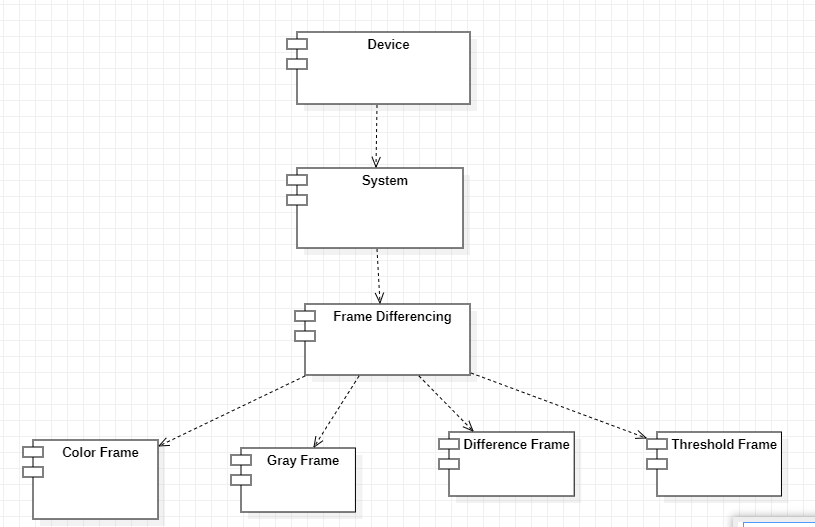 Device
System
Frame Differencing
Color Frame
Gray Frame
Difference Frame
Threshold Frame